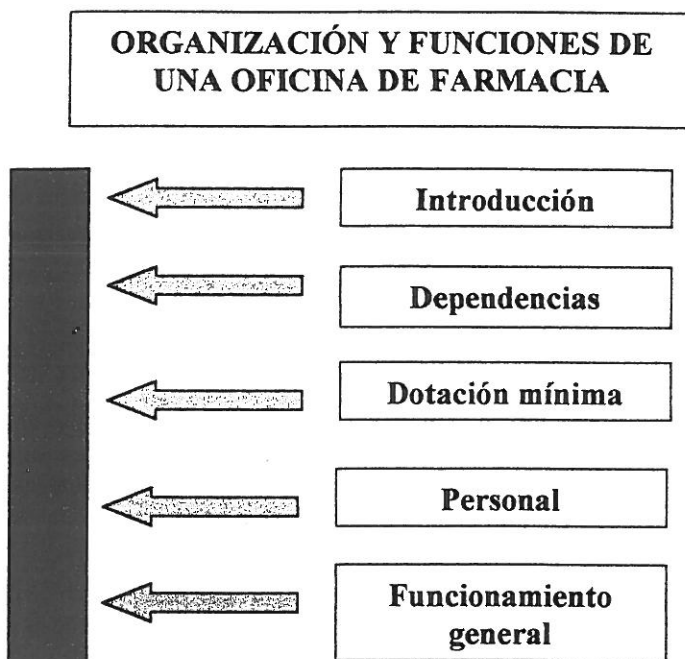 ORGANIZACIÓN Y FUNCIONES DE
UNA OFICINA DE FARMACIA
Introducción
Dependencias
Dotación mínima
Personal
Funcionamiento
general